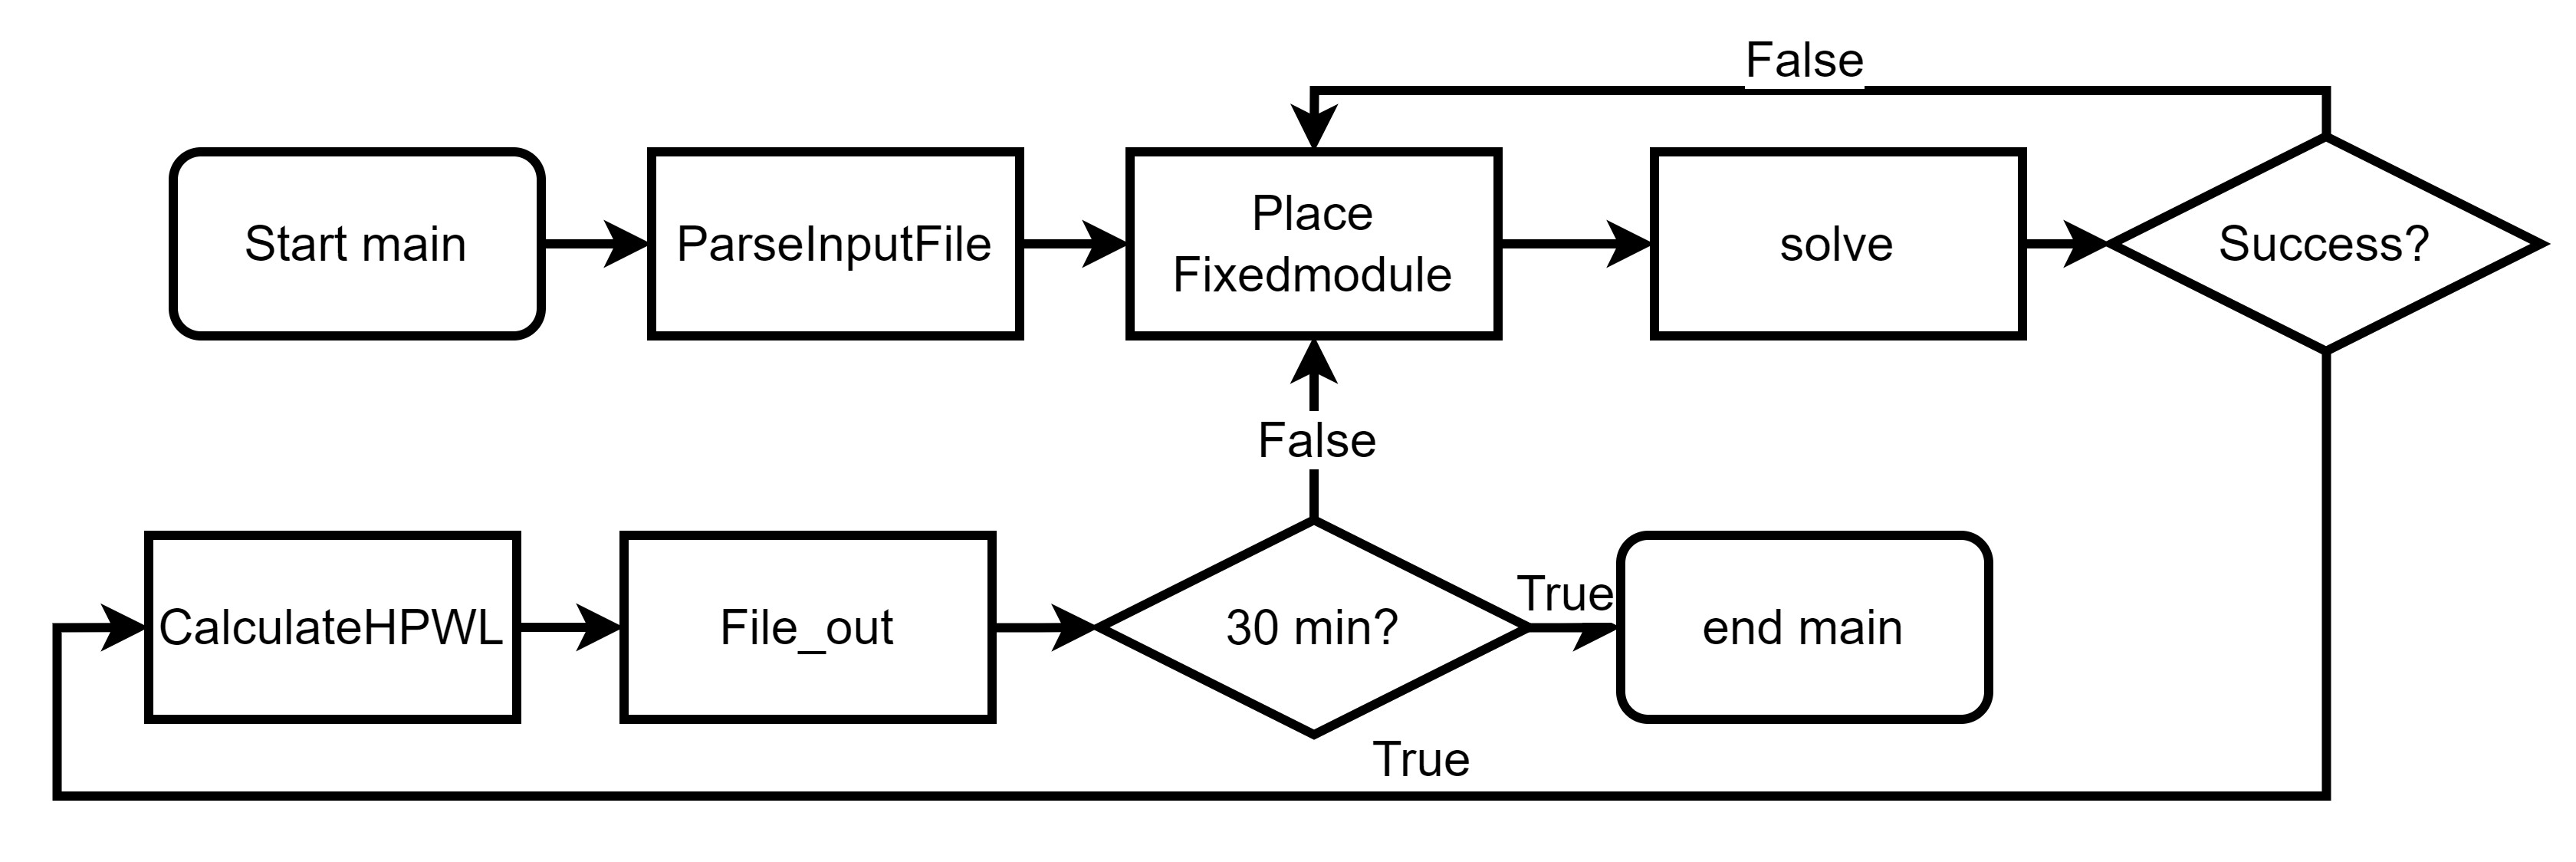 False
Start main
ParseInputFile
Place
Fixedmodule
solve
Success?
False
CalculateHPWL
File_out
30 min?
True
end main
True